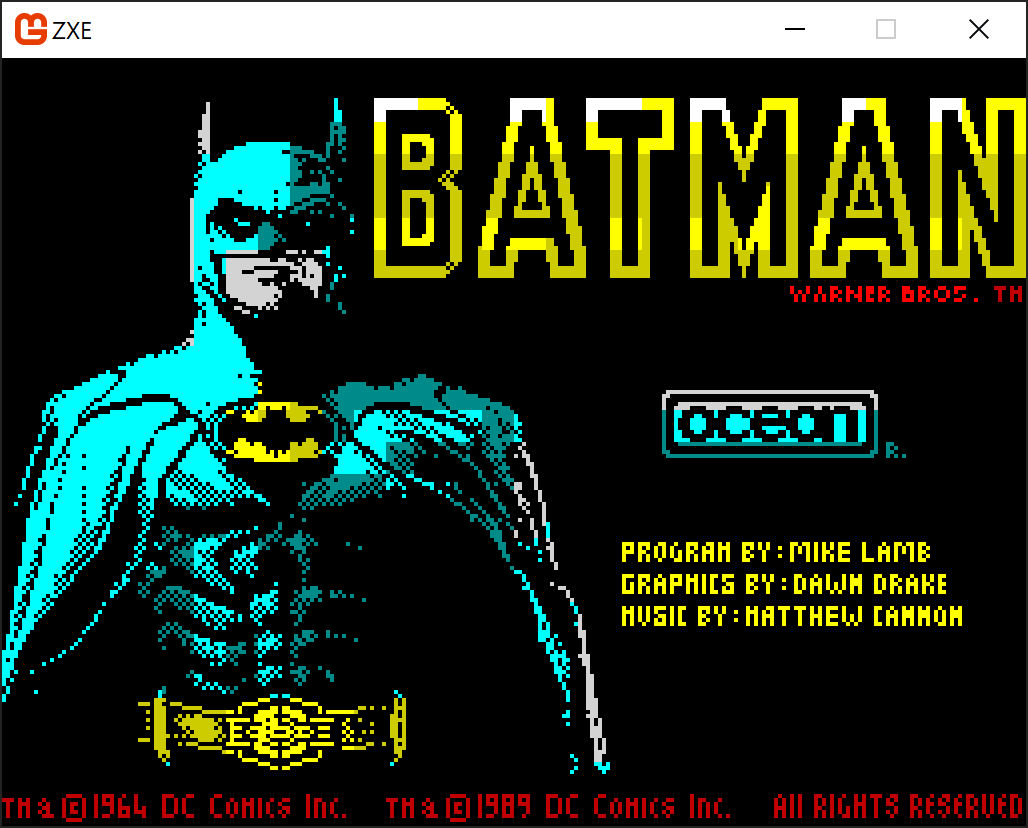 ZXE
BATMAN
WARNER BROS. TM
ocean R.
PROGRAM BY:MIKE LAMB
GRAPHICS BY:DAWN DRAKE
MUSIC BY:MATTHEW CANNON
TM & © 1964 DC Comics Inc. TM & © 1989 DC Comics Inc. All RIGHTS RESERVED